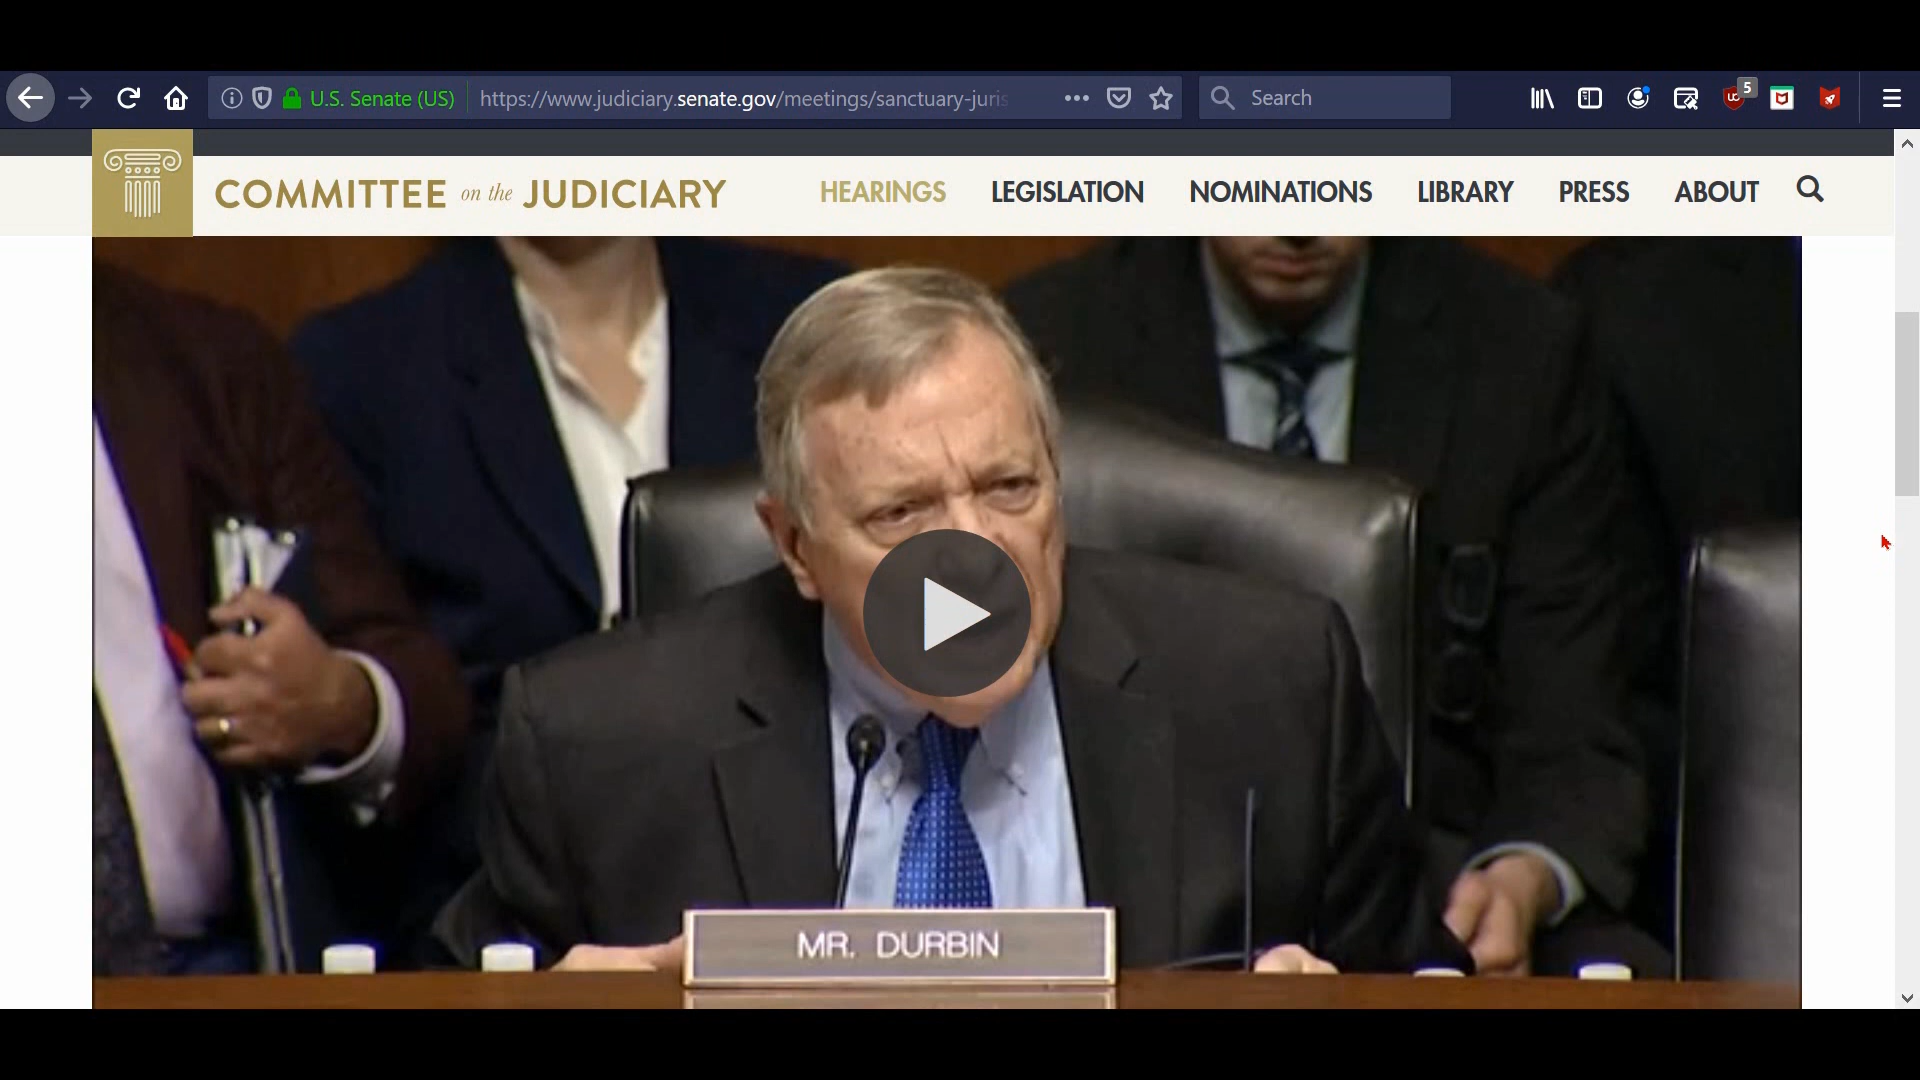 U.S. Senate (US) https://www.judiciary.senate.gov/meetings/sanctuary-juris Search 5
COMMITTEE on the JUDICIARY HEARINGS LEGISLATION NOMINATIONS LIBRARY PRESS ABOUT
MR. DURBIN